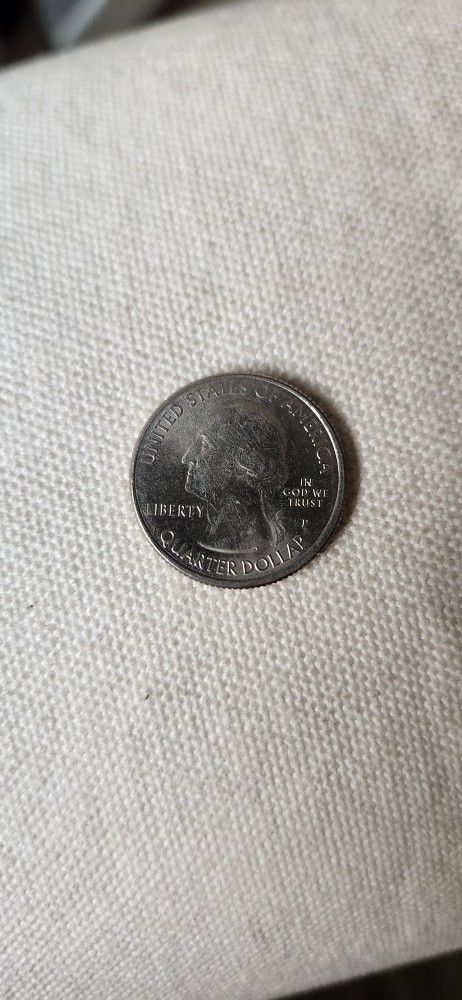 UNITED STATES OF AMERICA
LIBERTY
IN
GOD WE
TRUST
P
QUARTER DOLLAR